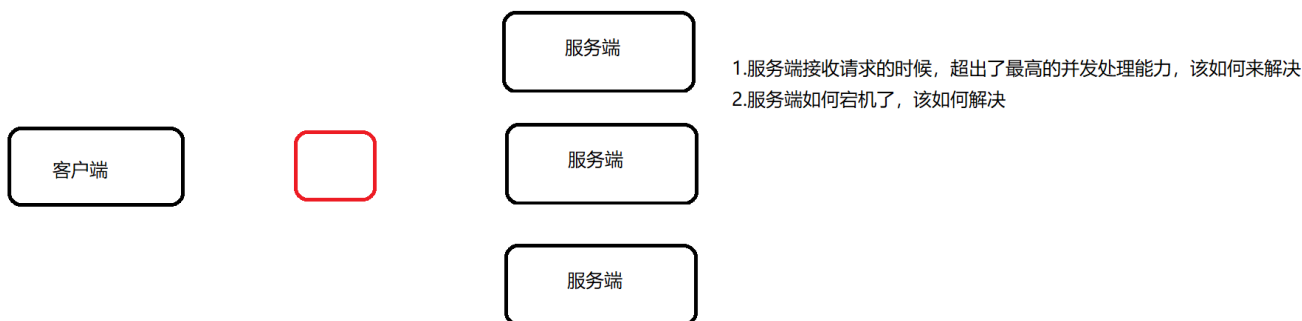 服务端
1.服务端接收请求的时候，超出了最高的并发处理能力，该如何来解决
2.服务端如何宕机了，该如何解决
服务端
客户端
服务端